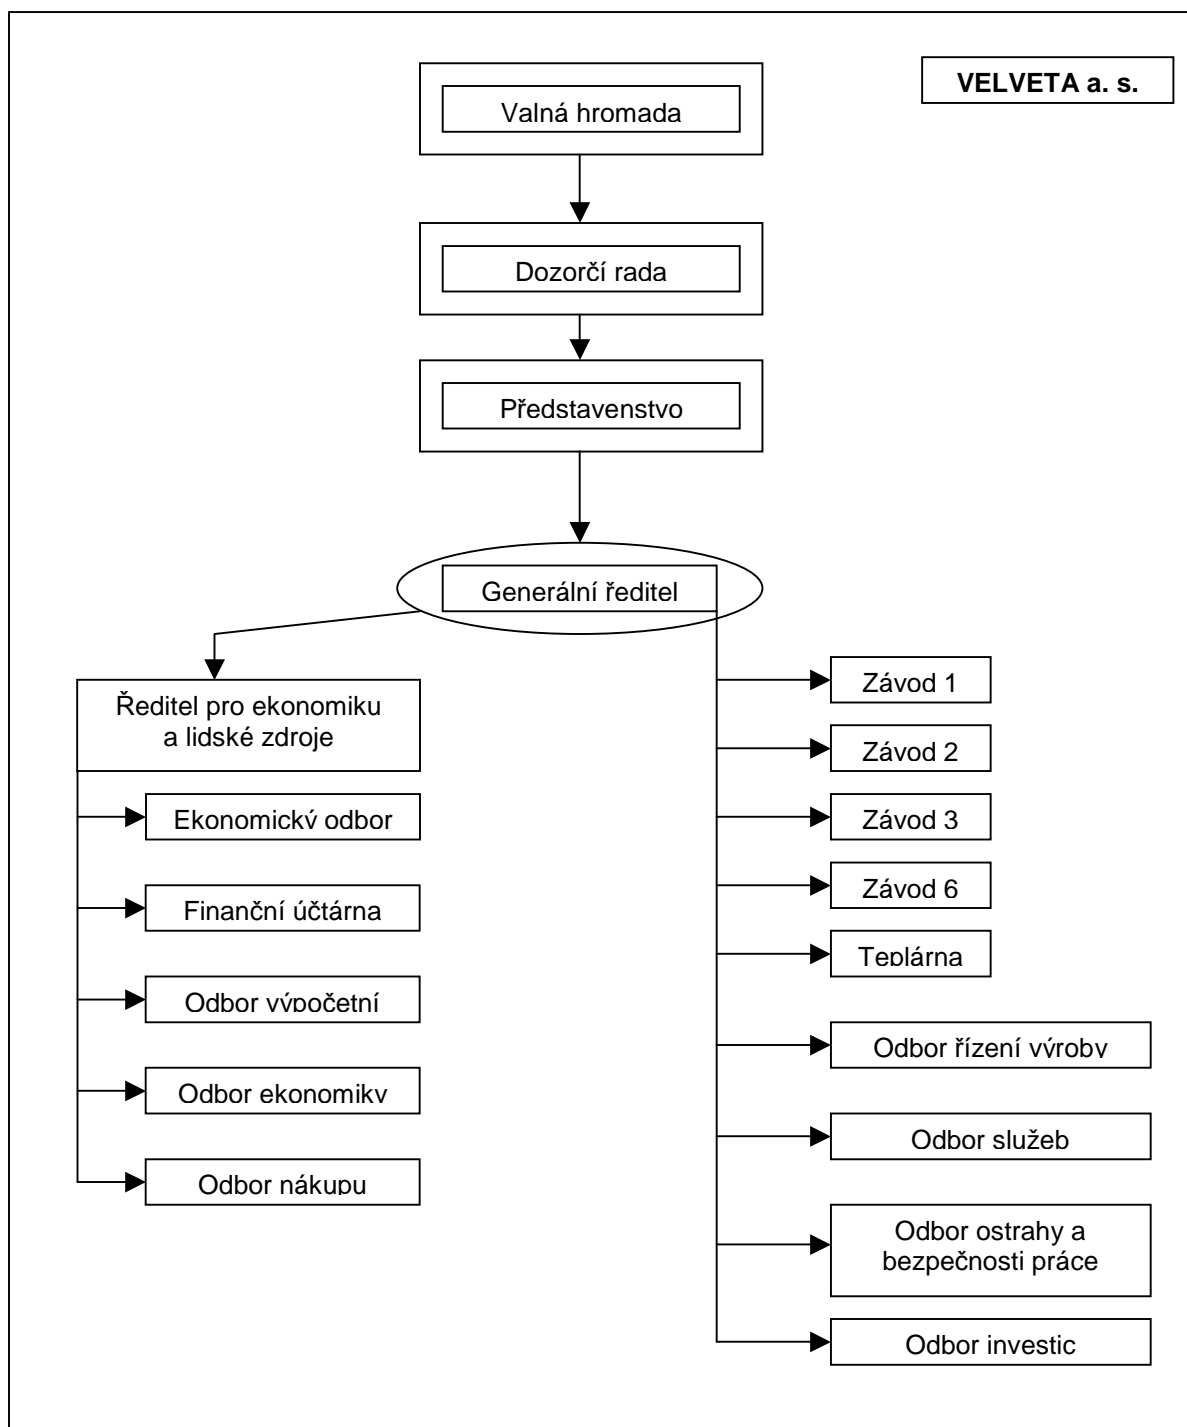 VELVETA a. s.
Valná hromada
Dozorčí rada
Představenstvo
Generální ředitel
Ředitel pro ekonomiku
a lidské zdroje
Ekonomický odbor
Finanční účtárna
Odbor výpočetní
Odbor ekonomiky
Odbor nákupu
Závod 1
Závod 2
Závod 3
Závod 6
Teplárna
Odbor řízení výroby
Odbor služeb
Odbor ostrahy a
bezpečnosti práce
Odbor investic